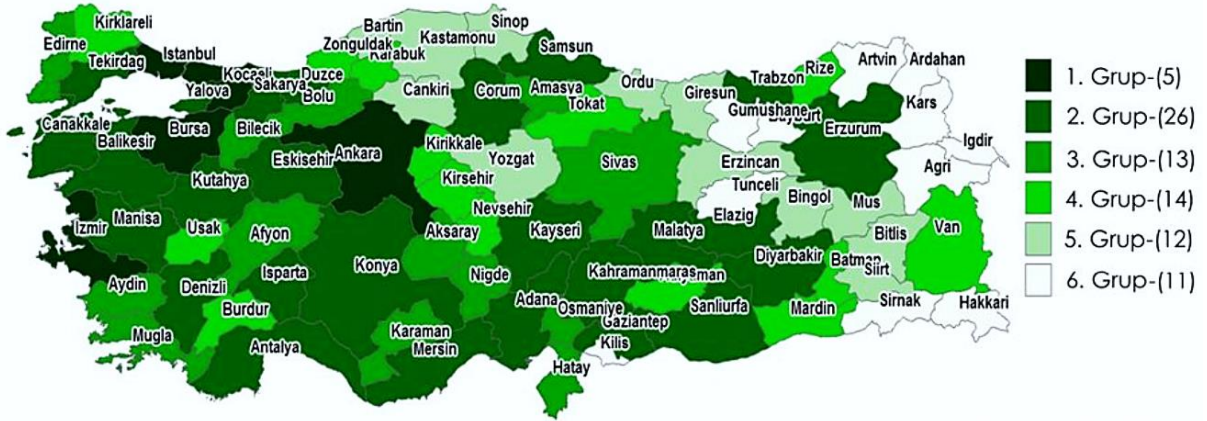 Kirklareli
Edirne
Tekirdag
Istanbul
Kocaeli
Yalova
Sakarya
Duzce
Bolu
Zonguldak
Bartin
Karabuk
Kastamonu
Sinop
Samsun
Cankiri
Corum
Amasya
Tokat
Ordu
Giresun
Trabzon
Rize
Artvin
Ardahan
Gumushane
Kars
Erzurum
Igdir
Agri
Canakkale
Balikesir
Bursa
Bilecik
Eskisehir
Ankara
Kirikkale
Yozgat
Sivas
Erzincan
Tunceli
Bingol
Mus
Kutahya
Kirsehir
Nevsehir
Elazig
Bitlis
Van
Izmir
Manisa
Usak
Afyon
Aksaray
Kayseri
Malatya
Diyarbakir
Batman
Siirt
Konya
Isparta
Nigde
Kahramanmaras
Aydin
Denizli
Burdur
Adana
Osmaniye
Gaziantep
Sanliurfa
Mardin
Sirnak
Hakkari
Mugla
Antalya
Karaman
Mersin
Kilis
Hatay
1. Grup-(5)
2. Grup-(26)
3. Grup-(13)
4. Grup-(14)
5. Grup-(12)
6. Grup-(11)